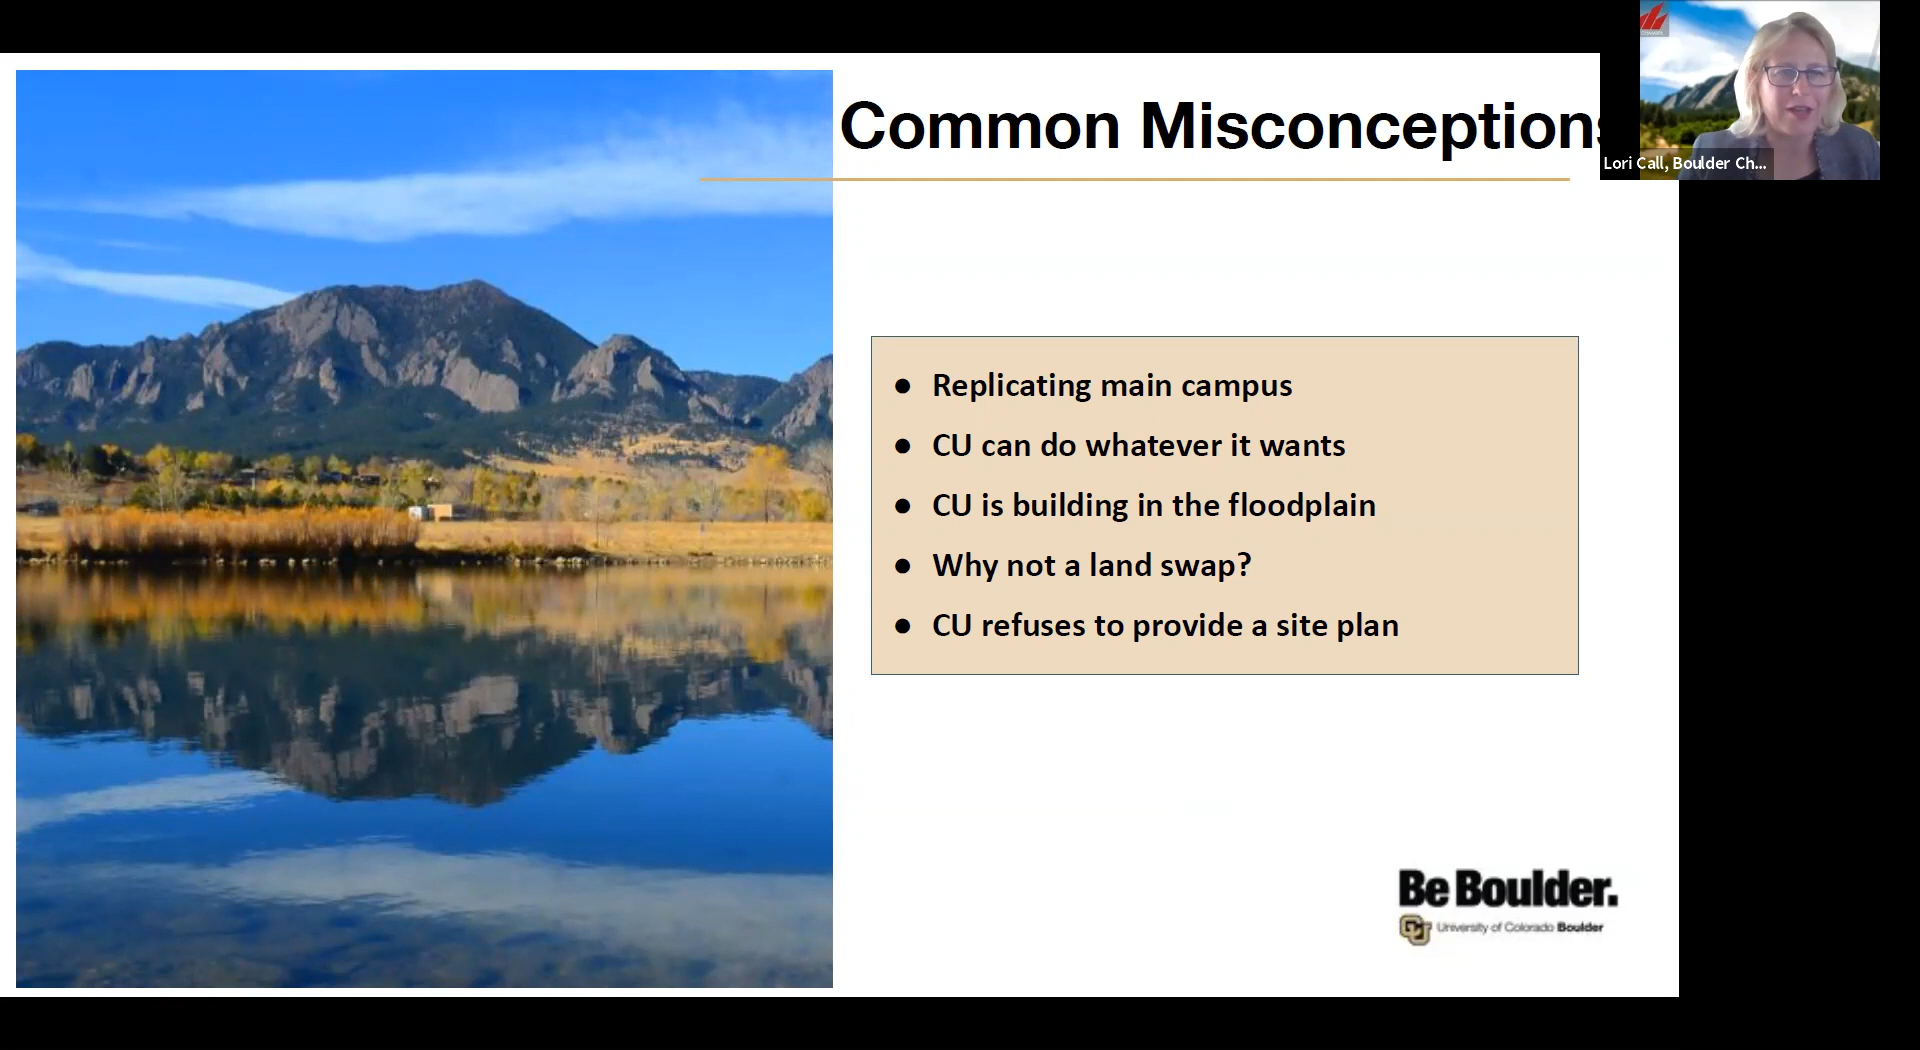 Common Misconceptions
Lori Call, Boulder Ch...
● Replicating main campus
● CU can do whatever it wants
● CU is building in the floodplain
● Why not a land swap?
● CU refuses to provide a site plan
Be Boulder.
CU University of Colorado Boulder